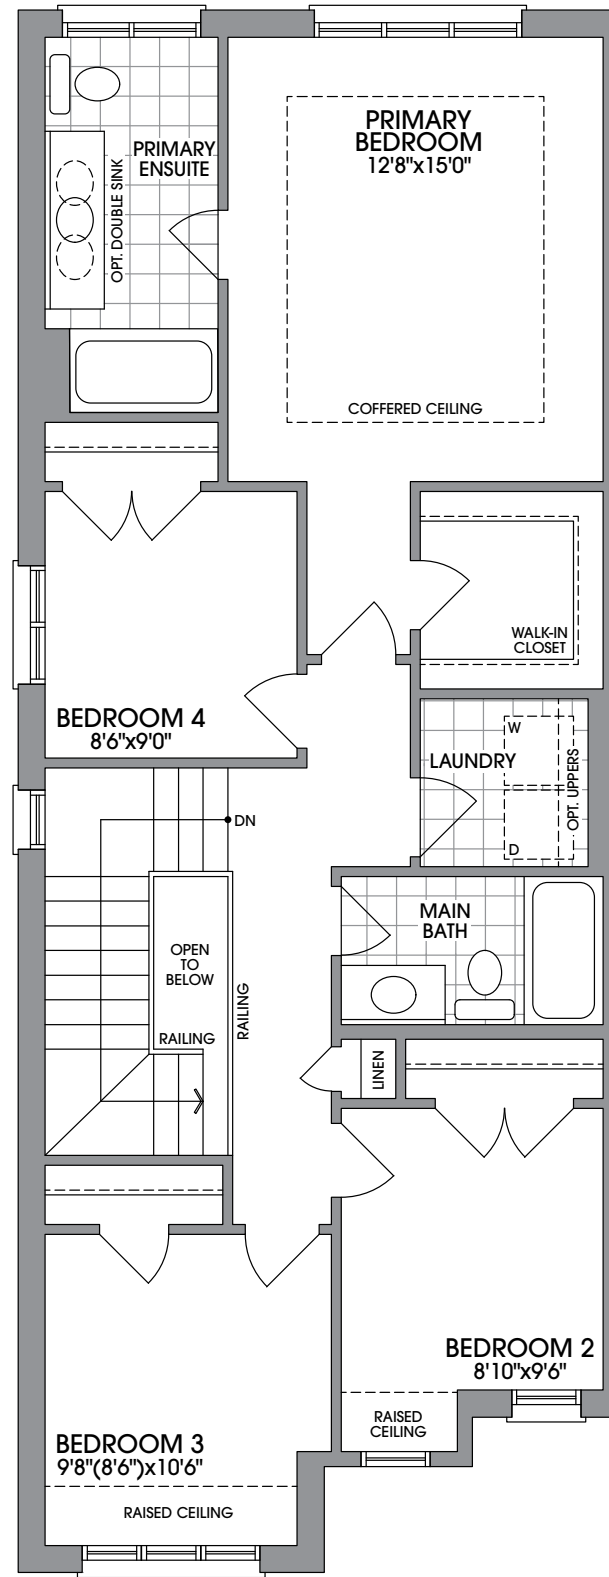 PRIMARY
ENSUITE
OPT. DOUBLE SINK
PRIMARY
BEDROOM
12'8"x15'0"
COFFERED CEILING
WALK-IN
CLOSET
BEDROOM 4
8'6"x9'0"
LAUNDRY
W
D
OPT. UPPERS
DN
MAIN
BATH
OPEN
TO
BELOW
RAILING
RAILING
LINEN
BEDROOM 2
8'10"x9'6"
RAISED
CEILING
BEDROOM 3
9'8"(8'6")x10'6"
RAISED CEILING